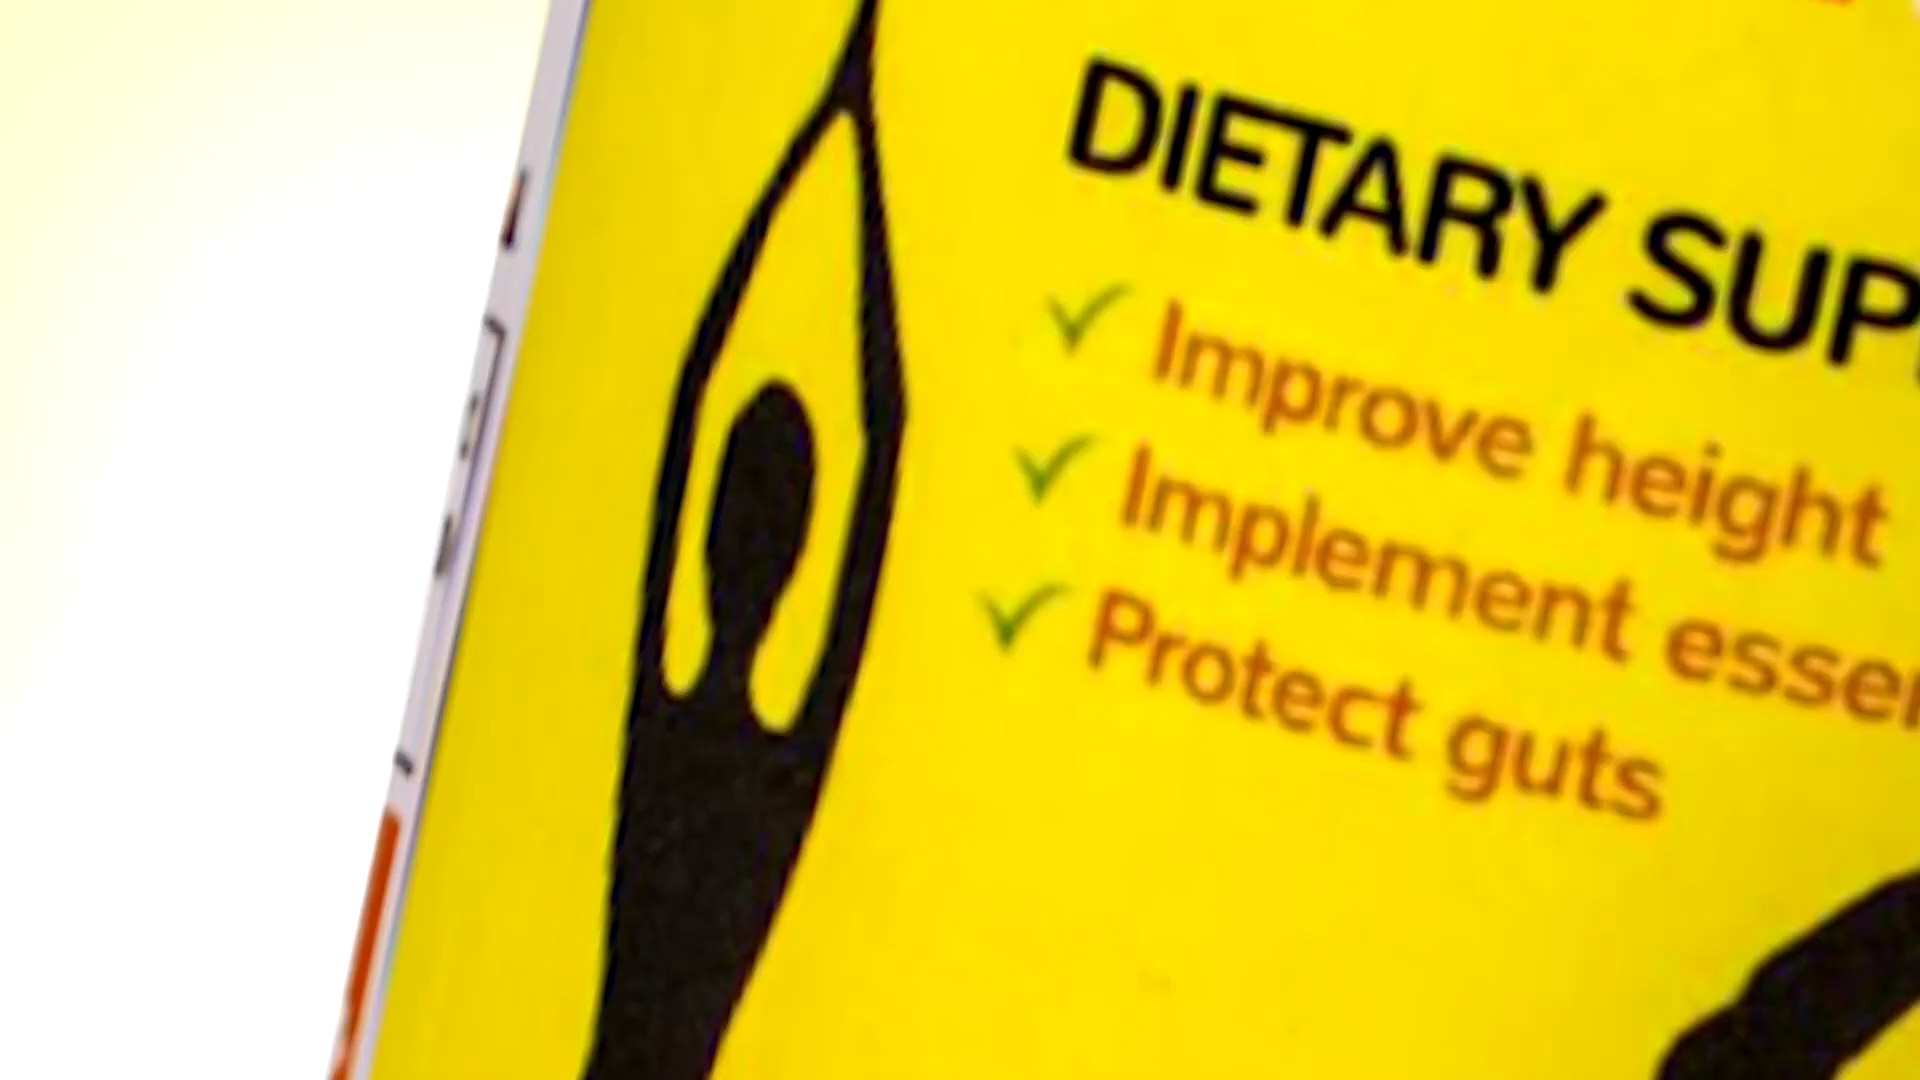 DIETARY SUP
✓ Improve height
✓ Implement essen
✓ Protect guts